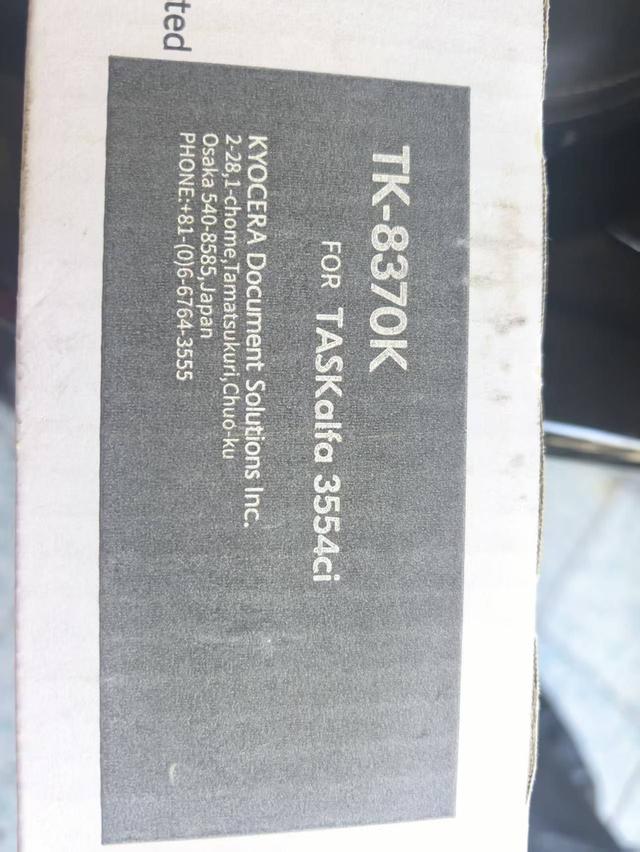 ted
TK-8370K
FOR TASKalfa 3554ci
KYOCERA Document Solutions Inc.
2-28,1-chome,Tamatsukuri,Chuo-ku
Osaka 540-8585,Japan
PHONE:+81-(0)6-6764-3555